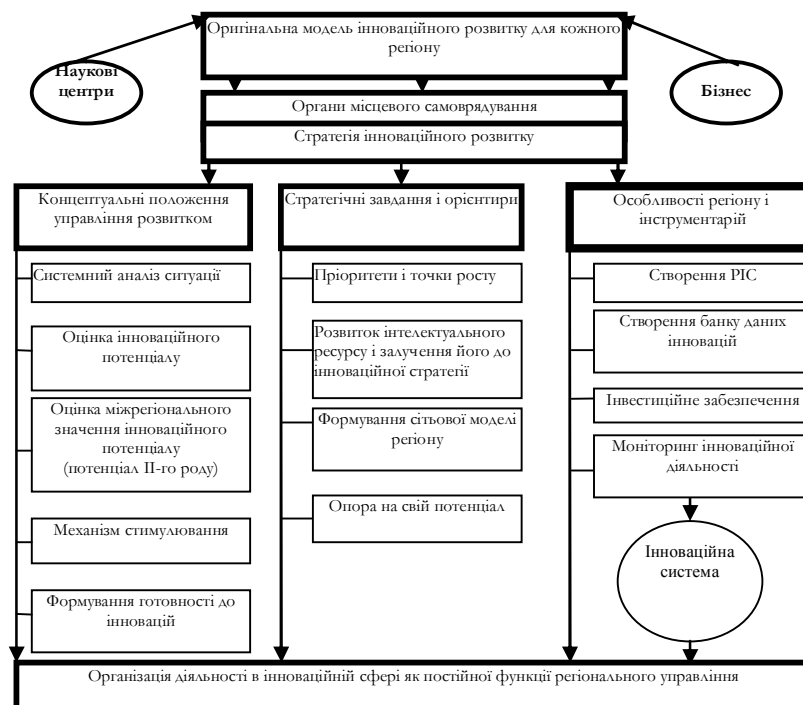 Оригінальна модель інноваційного розвитку для кожного
регіону
Наукові
центри
Бізнес
Органи місцевого самоврядування
Стратегія інноваційного розвитку
Концептуальні положення
управління розвитком
Стратегічні завдання і орієнтири
Особливості регіону і
інструментарій
Системний аналіз ситуації
Оцінка інноваційного
потенціалу
Оцінка міжрегіонального
значення інноваційного
потенціалу
(потенціал ІІ-го роду)
Механізм стимулювання
Формування готовності до
інновацій
Пріоритети і точки росту
Розвиток інтелектуального
ресурсу і залучення його до
інноваційної стратегії
Формування сітьової моделі
регіону
Опора на свій потенціал
Створення РІС
Створення банку даних
інновацій
Інвестиційне забезпечення
Моніторинг інноваційної
діяльності
Інноваційна
система
Організація діяльності в інноваційній сфері як постійної функції регіонального управління